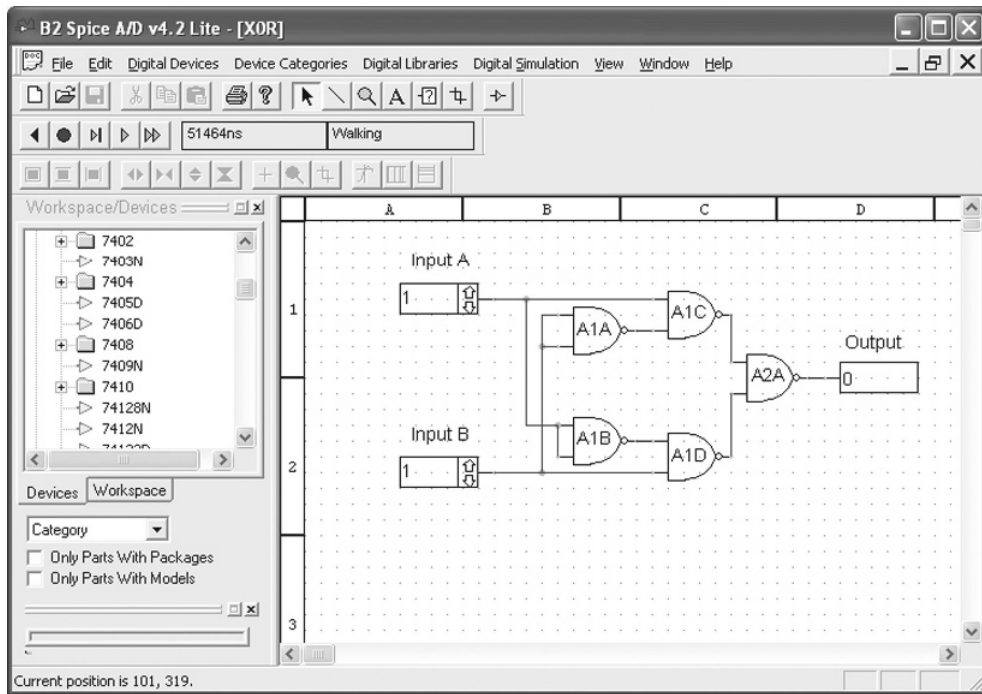 B2 Spice A/D v4.2 Lite - [X0R]
File Edit Digital Devices Device Categories Digital Libraries Digital Simulation View Window Help
51464ns Walking
Workspace/Devices
7402
7403N
7404
7405D
7406D
7408
7409N
7410
74128N
7412N
Devices Workspace
Category
Only Parts With Packages
Only Parts With Models
A B C D
1
2
3
Input A
1
A1A
A1C
Output
A2A
0
Input B
1
A1B
A1D
Current position is 101, 319.